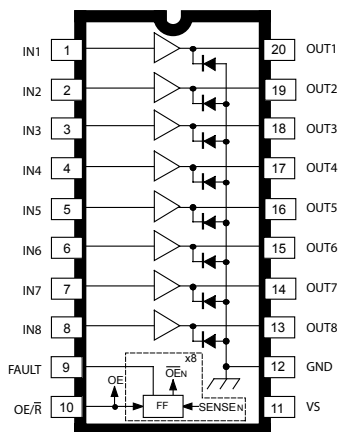 IN1 1 20 OUT1
IN2 2 19 OUT2
IN3 3 18 OUT3
IN4 4 17 OUT4
IN5 5 16 OUT5
IN6 6 15 OUT6
IN7 7 14 OUT7
IN8 8 13 OUT8
x8
FAULT 9 12 GND
OE O̅E̅N
OE/R̅ 10 FF SENSEN 11 VS